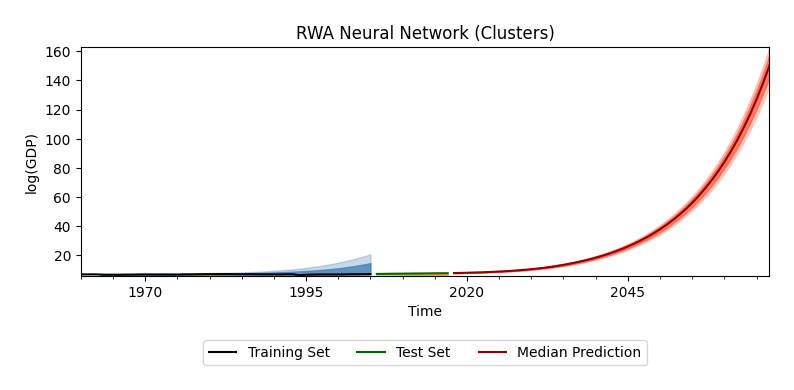 RWA Neural Network (Clusters)
160
140
120
100
80
60
40
20
log(GDP)
1970 1995 2020 2045
Time
Training Set Test Set Median Prediction